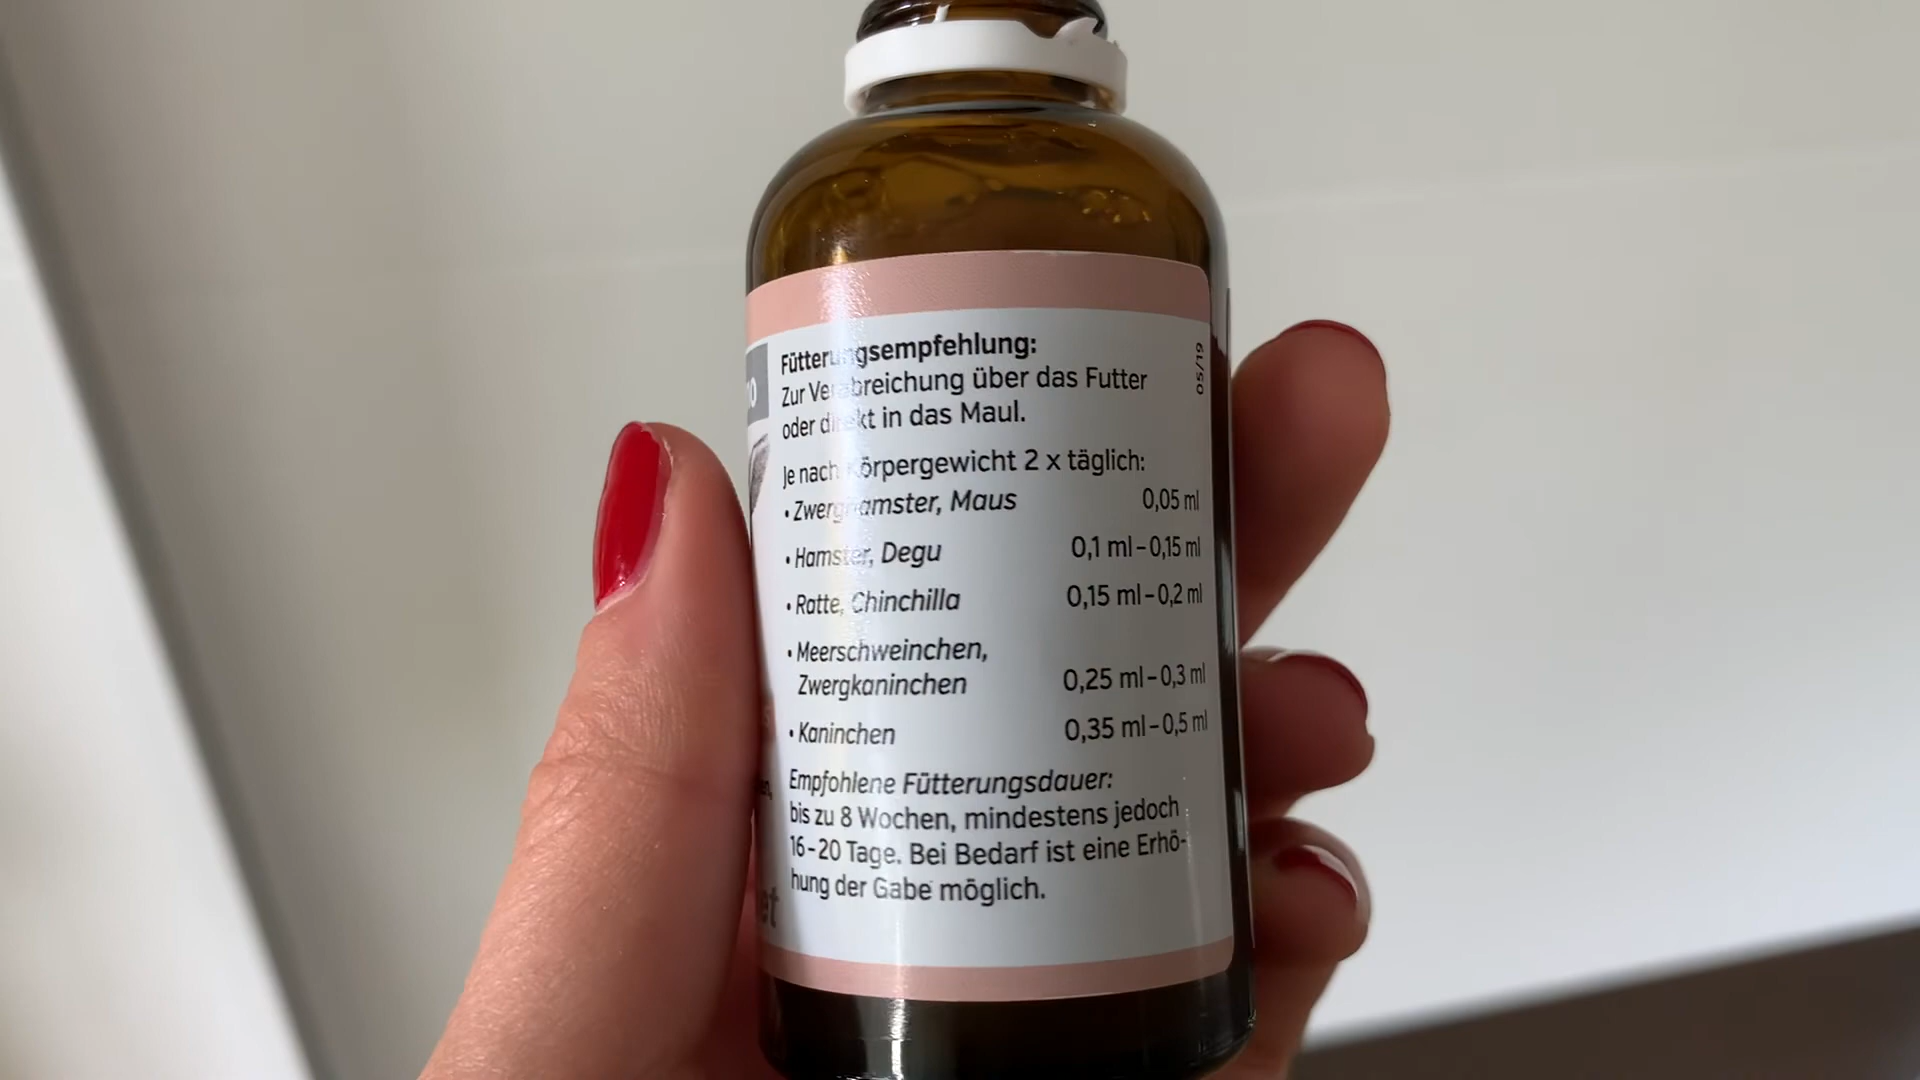 Fütterungsempfehlung:
Zur Verabreichung über das Futter
oder direkt in das Maul.
Je nach Körpergewicht 2 x täglich:
• Zwerghamster, Maus 0,05 ml
• Hamster, Degu 0,1 ml – 0,15 ml
• Ratte, Chinchilla 0,15 ml – 0,2 ml
• Meerschweinchen,
Zwergkaninchen 0,25 ml – 0,3 ml
• Kaninchen 0,35 ml – 0,5 ml
Empfohlene Fütterungsdauer:
bis zu 8 Wochen, mindestens jedoch
16 – 20 Tage. Bei Bedarf ist eine Erhö-
hung der Gabe möglich.
05/19